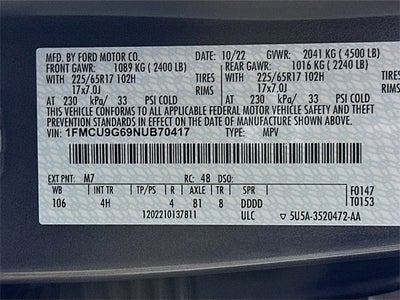 MFD. BY FORD MOTOR CO. 10/22 GVWR: 2041 KG ( 4500 LB)
FRONT GAWR: 1089 KG ( 2400 LB) REAR GAWR: 1016 KG ( 2240 LB)
225/65R17 102H TIRES 225/65R17 102H
17x7.0J RIMS 17x7.0J
AT 230 kPa/ 33 PSI COLD AT 230 kPa/ 33 PSI COLD
THIS VEHICLE CONFORMS TO ALL APPLICABLE FEDERAL MOTOR VEHICLE SAFETY AND
THEFT PREVENTION STANDARDS IN EFFECT ON THE DATE OF MANUFACTURE SHOWN ABOVE.
VIN: 1FMCU9G69NUB70417 TYPE: MPV
EXT PNT: M7 RC: 48 DSO: F0147
WB INT TR TP/PS R AXLE TR SPR T0153
106 4H 4 81 8 DDDD
1202210137811 ULC 5U5A-3520472-AA